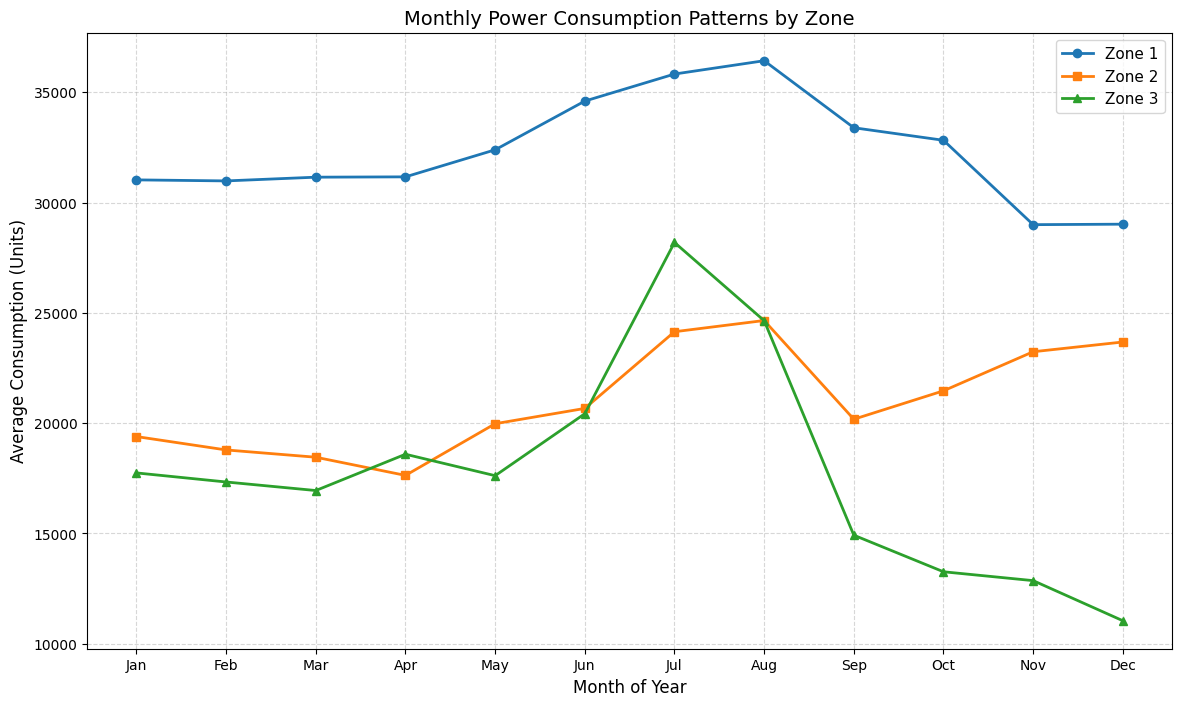 Monthly Power Consumption Patterns by Zone
Zone 1
Zone 2
Zone 3
Average Consumption (Units)
35000
30000
25000
20000
15000
10000
Jan Feb Mar Apr May Jun Jul Aug Sep Oct Nov Dec
Month of Year